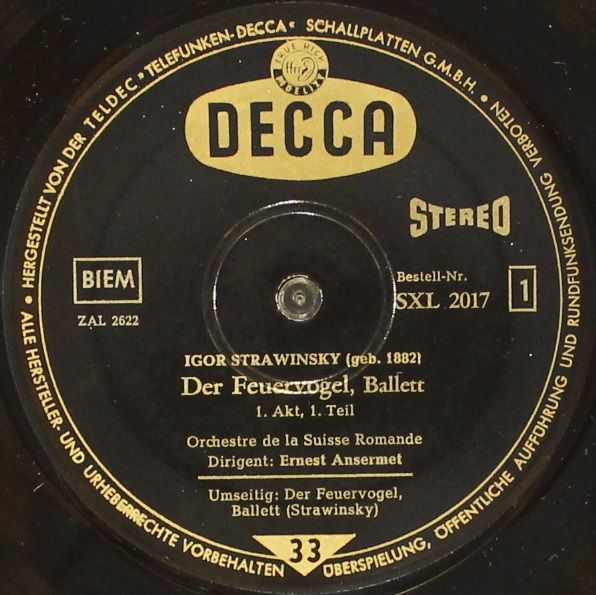 • HERGESTELLT VON DER TELDEC »TELEFUNKEN-DECCA« SCHALLPLATTEN G.M.B.H. •
TRUE HIGH
ffrr
FIDELITY
DECCA
STEREO
BIEM
ZAL 2622
Bestell-Nr.
SXL 2017
1
IGOR STRAWINSKY (geb. 1882)
Der Feuervogel, Ballett
1. Akt, 1. Teil
Orchestre de la Suisse Romande
Dirigent: Ernest Ansermet
Umseitig: Der Feuervogel,
Ballett (Strawinsky)
33
ALLE HERSTELLER- UND URHEBERRECHTE VORBEHALTEN
ÜBERSPIELUNG, ÖFFENTLICHE AUFFÜHRUNG UND RUNDFUNKSENDUNG VERBOTEN